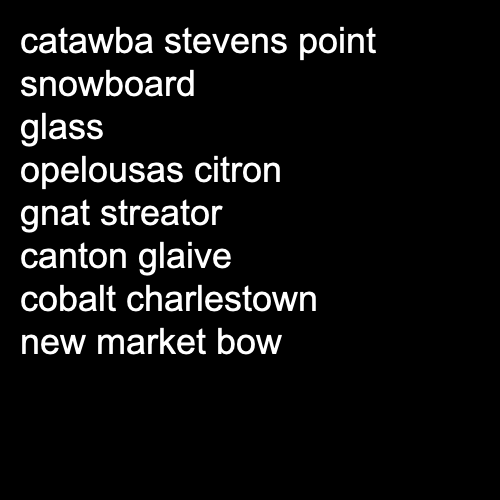 catawba stevens point
snowboard
glass
opelousas citron
gnat streator
canton glaive
cobalt charlestown
new market bow